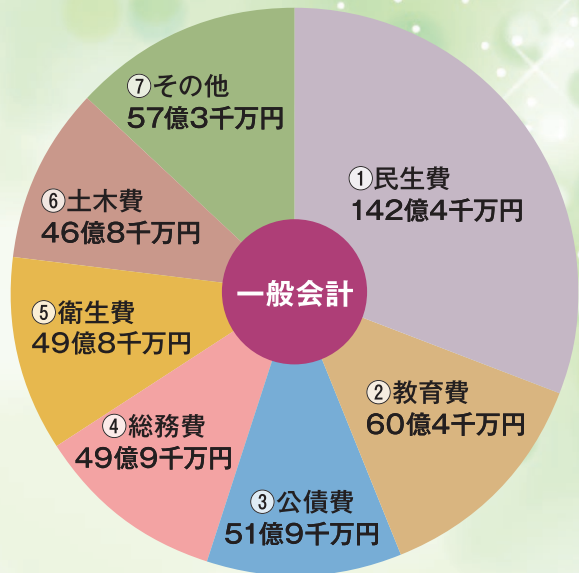 一般会計
①民生費
142億4千万円
②教育費
60億4千万円
③公債費
51億9千万円
④総務費
49億9千万円
⑤衛生費
49億8千万円
⑥土木費
46億8千万円
⑦その他
57億3千万円